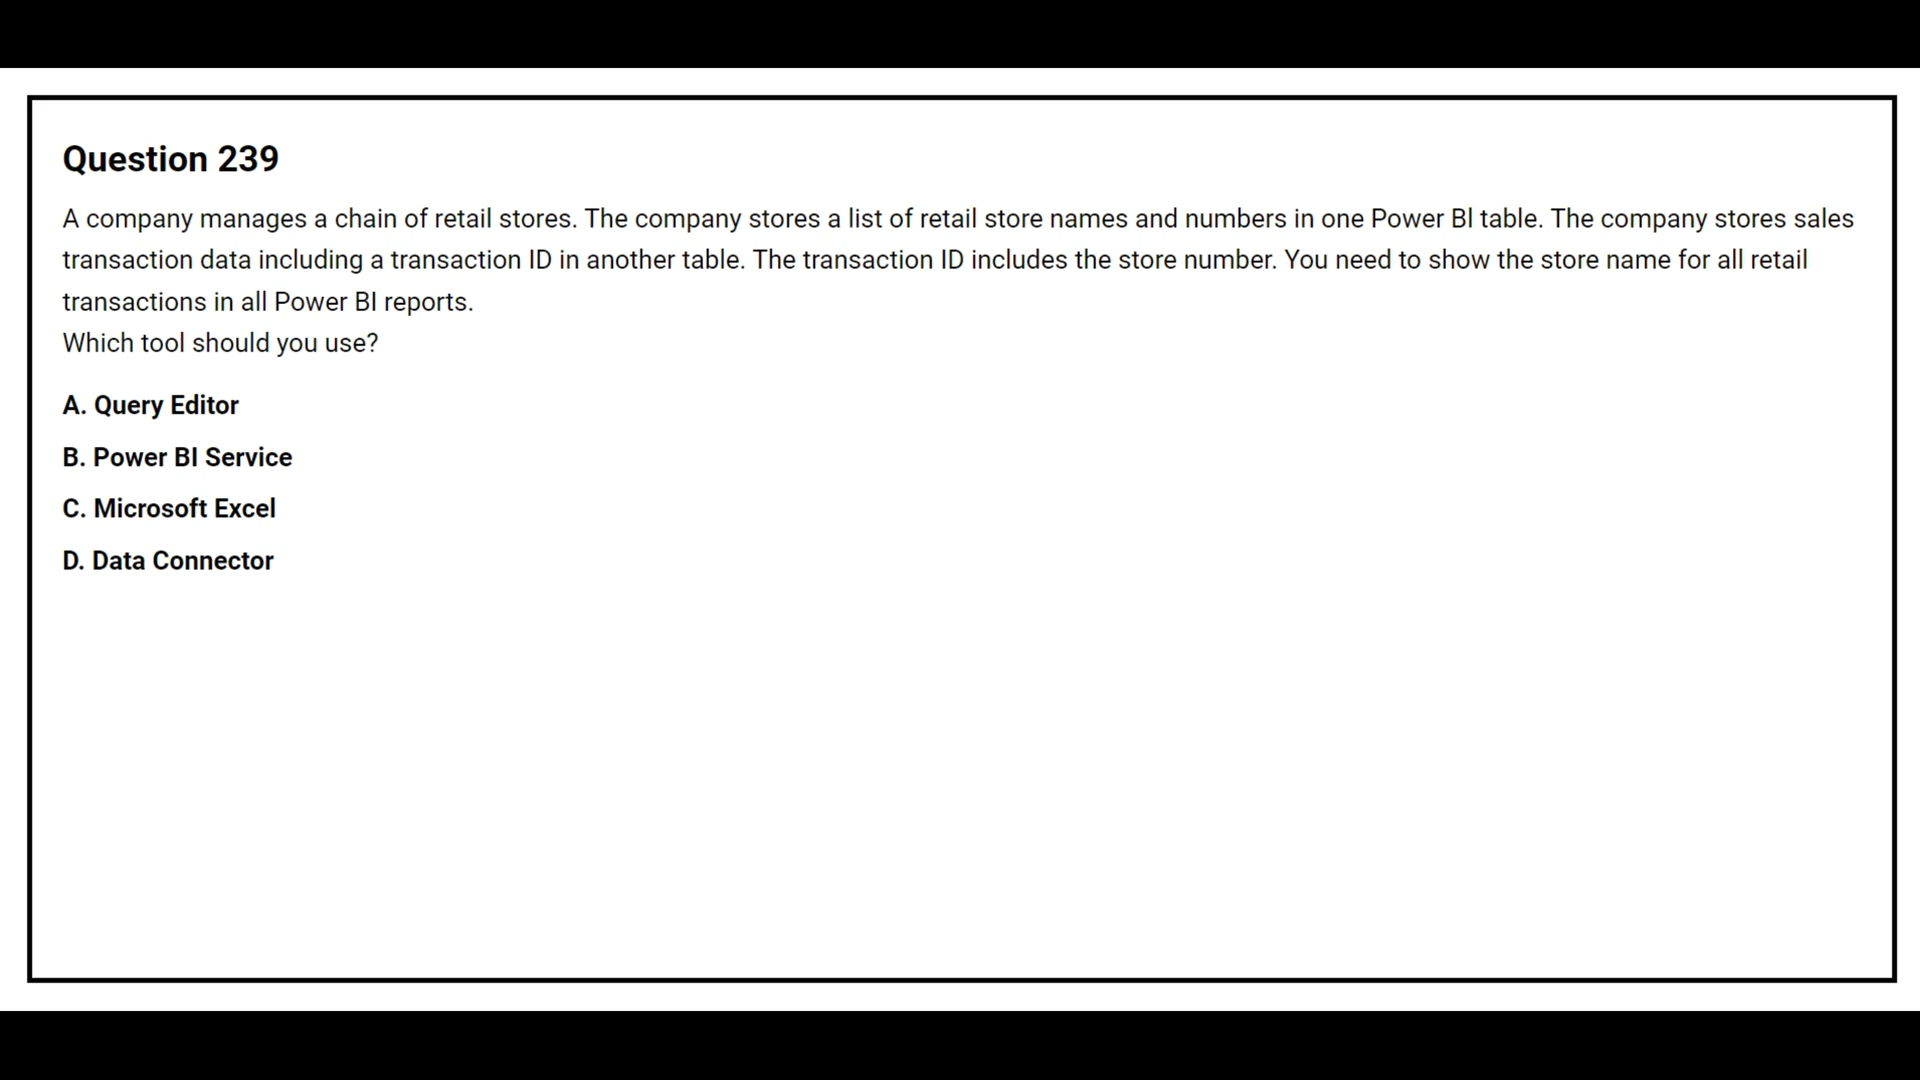 Question 239
A company manages a chain of retail stores. The company stores a list of retail store names and numbers in one Power BI table. The company stores sales
transaction data including a transaction ID in another table. The transaction ID includes the store number. You need to show the store name for all retail
transactions in all Power BI reports.
Which tool should you use?
A. Query Editor
B. Power BI Service
C. Microsoft Excel
D. Data Connector